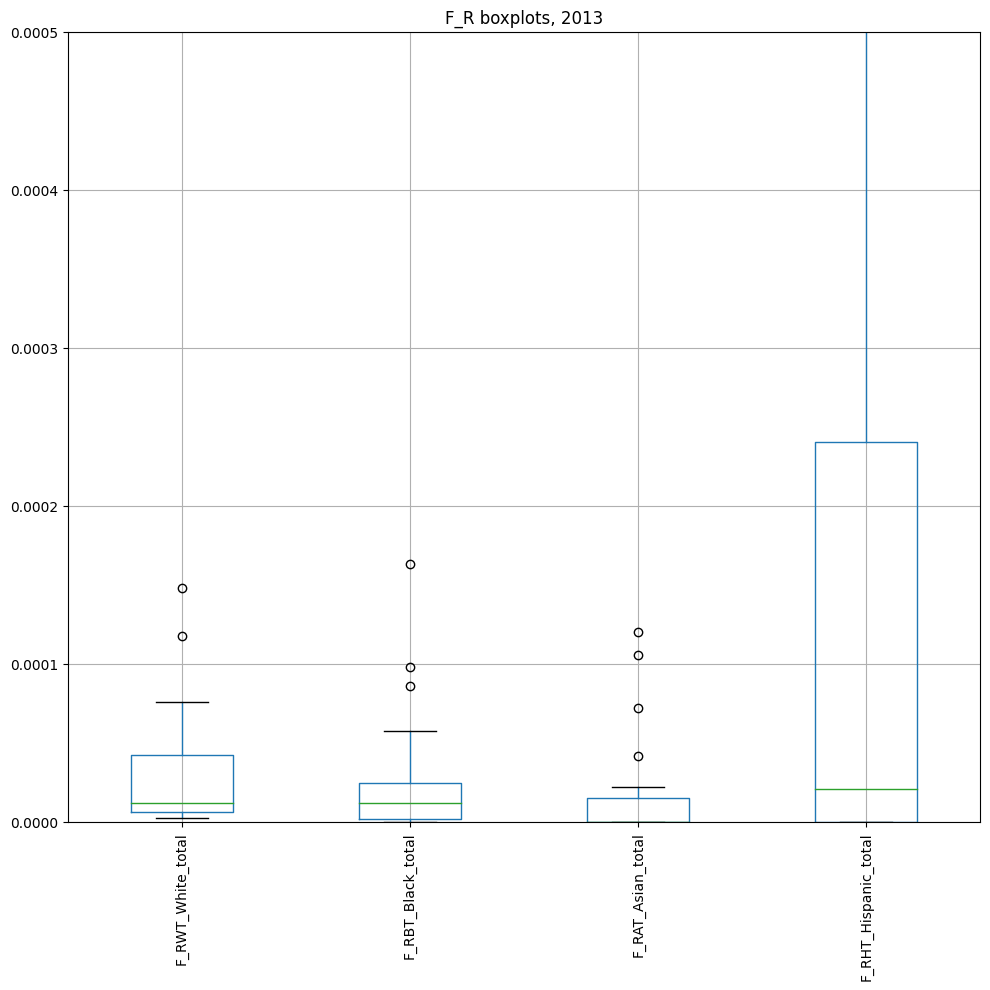 F_R boxplots, 2013
0.0005
0.0004
0.0003
0.0002
0.0001
0.0000
F_RWT_White_total
F_RBT_Black_total
F_RAT_Asian_total
F_RHT_Hispanic_total